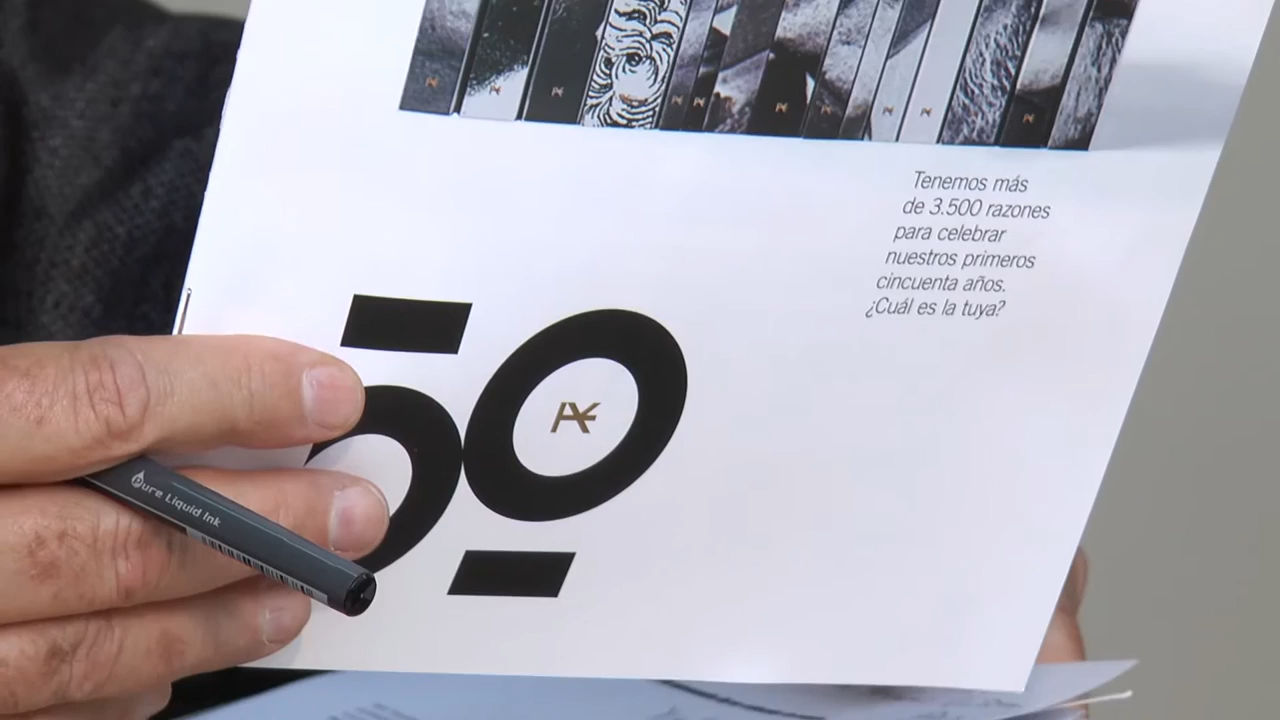 Tenemos más
de 3.500 razones
para celebrar
nuestros primeros
cincuenta años.
¿Cuál es la tuya?
50
Pure Liquid Ink